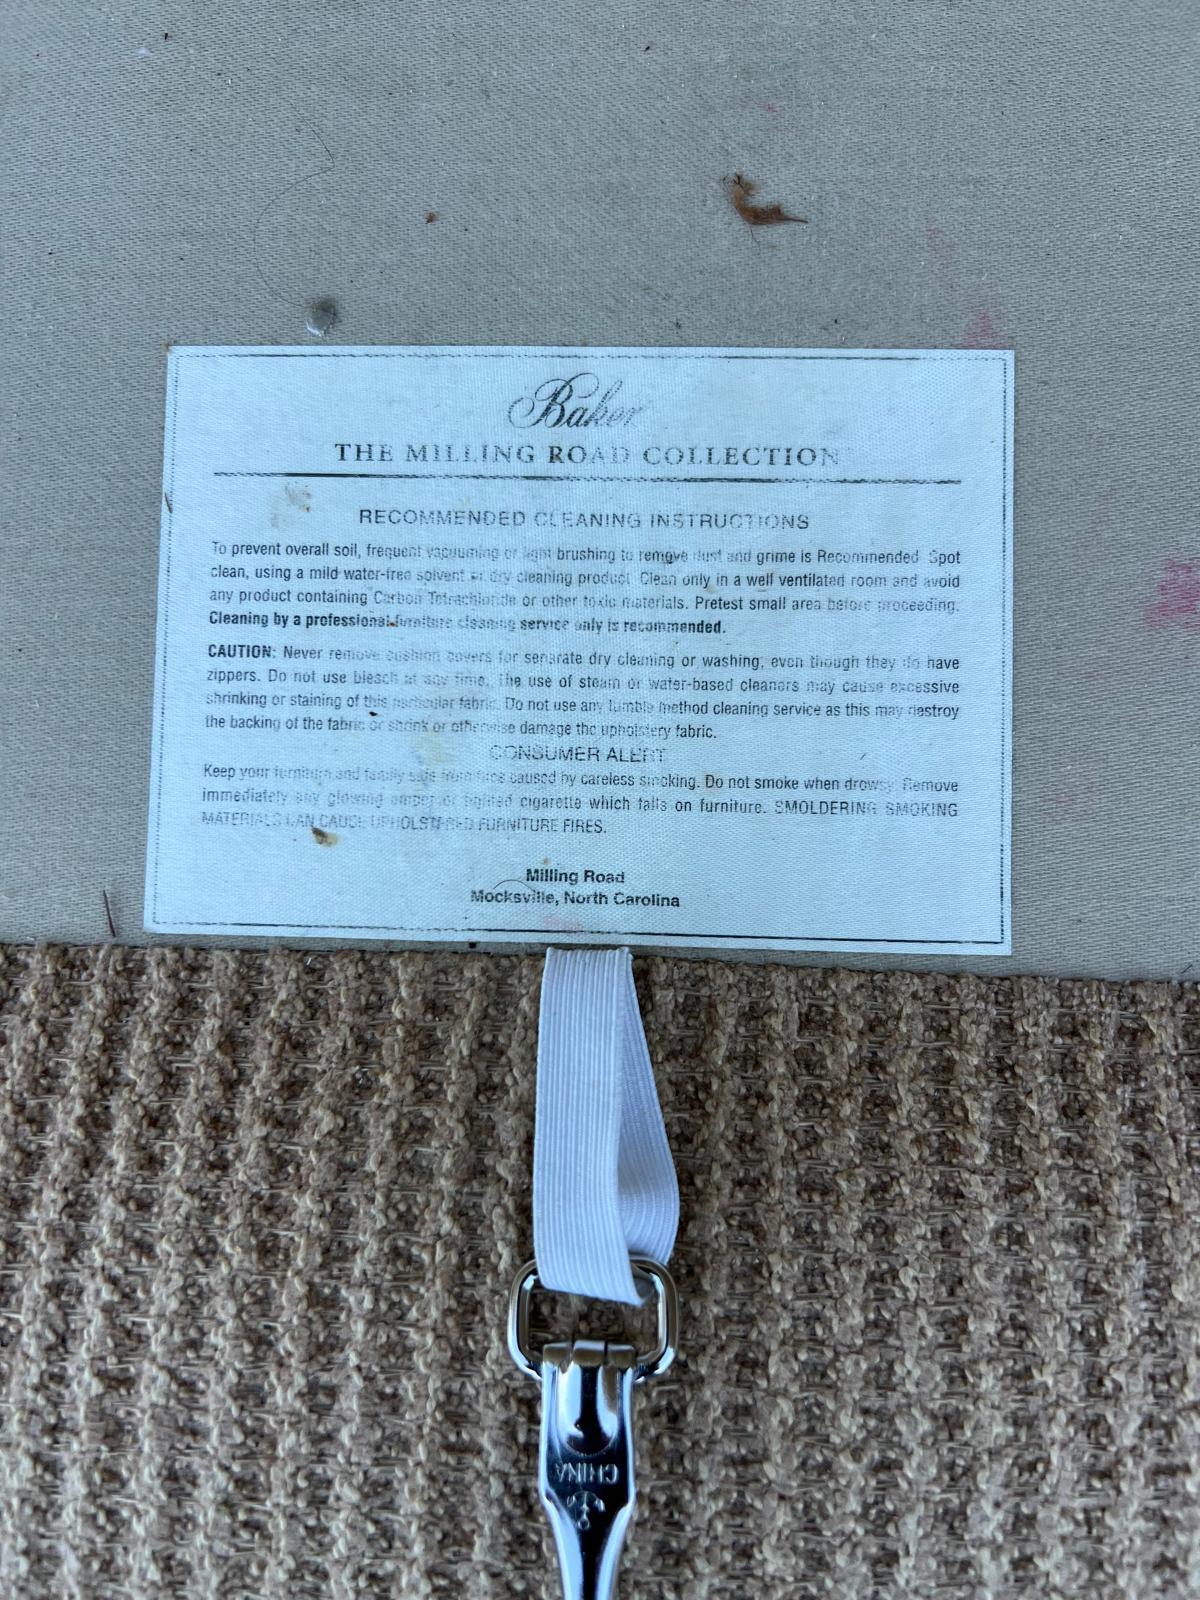 Baker
THE MILLING ROAD COLLECTION
RECOMMENDED CLEANING INSTRUCTIONS
To prevent overall soil, frequent vacuuming or light brushing to remove dust and grime is Recommended. Spot
clean, using a mild water-free solvent or dry cleaning product. Clean only in a well ventilated room and avoid
any product containing Carbon Tetrachloride or other toxic materials. Pretest small area before proceeding.
Cleaning by a professional furniture cleaning service only is recommended.
CAUTION: Never remove cushion covers for separate dry cleaning or washing, even though they do have
zippers. Do not use bleach at any time. The use of steam or water-based cleaners may cause excessive
shrinking or staining of this particular fabric. Do not use any tumble method cleaning service as this may destroy
the backing of the fabric or shrink or otherwise damage the upholstery fabric.
CONSUMER ALERT
Keep your furniture and family safe from fires caused by careless smoking. Do not smoke when drowsy. Remove
immediately any glowing ember or lighted cigarette which falls on furniture. SMOLDERING SMOKING
MATERIALS CAN CAUSE UPHOLSTERED FURNITURE FIRES.
Milling Road
Mocksville, North Carolina
CHINA